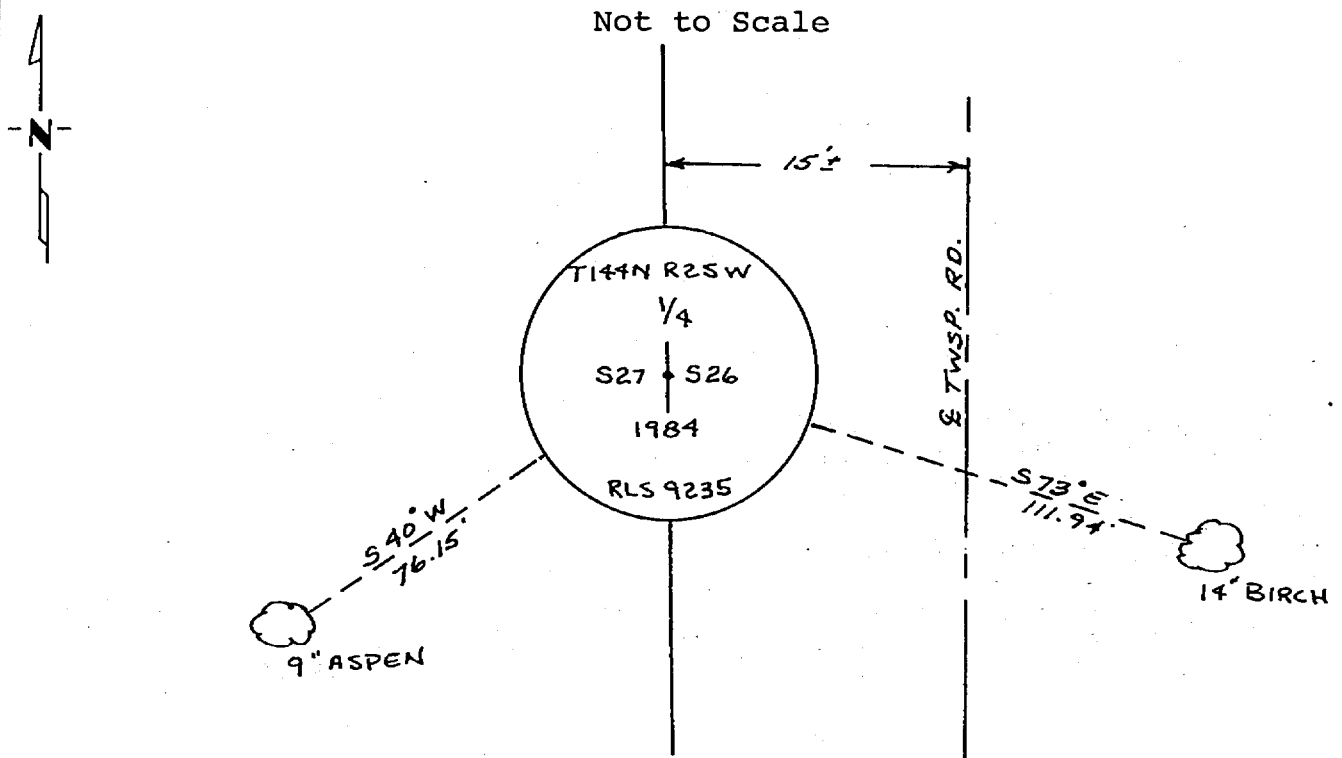 Not to Scale
N
15'±
T144N R25W
1/4
S27 S26
1984
RLS 9235
℄ TWSP. RD.
S 40° W
76.15'
9" ASPEN
S 73° E
111.94'
14" BIRCH